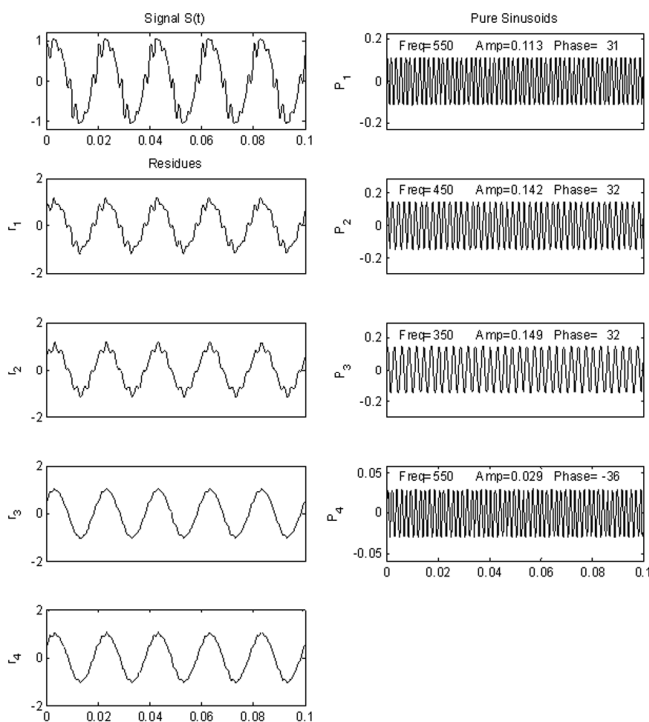 Signal S(t)
1
0
-1
0 0.02 0.04 0.06 0.08 0.1
Residues
2
0
-2
r1
2
0
-2
r2
2
0
-2
r3
2
0
-2
r4
0 0.02 0.04 0.06 0.08 0.1
Pure Sinusoids
Freq=550 Amp=0.113 Phase= 31
0.2
0
-0.2
P1
Freq=450 Amp=0.142 Phase= 32
0.2
0
-0.2
P2
Freq=350 Amp=0.149 Phase= 32
0.2
0
-0.2
P3
Freq=550 Amp=0.029 Phase= -36
0.05
0
-0.05
P4
0 0.02 0.04 0.06 0.08 0.1